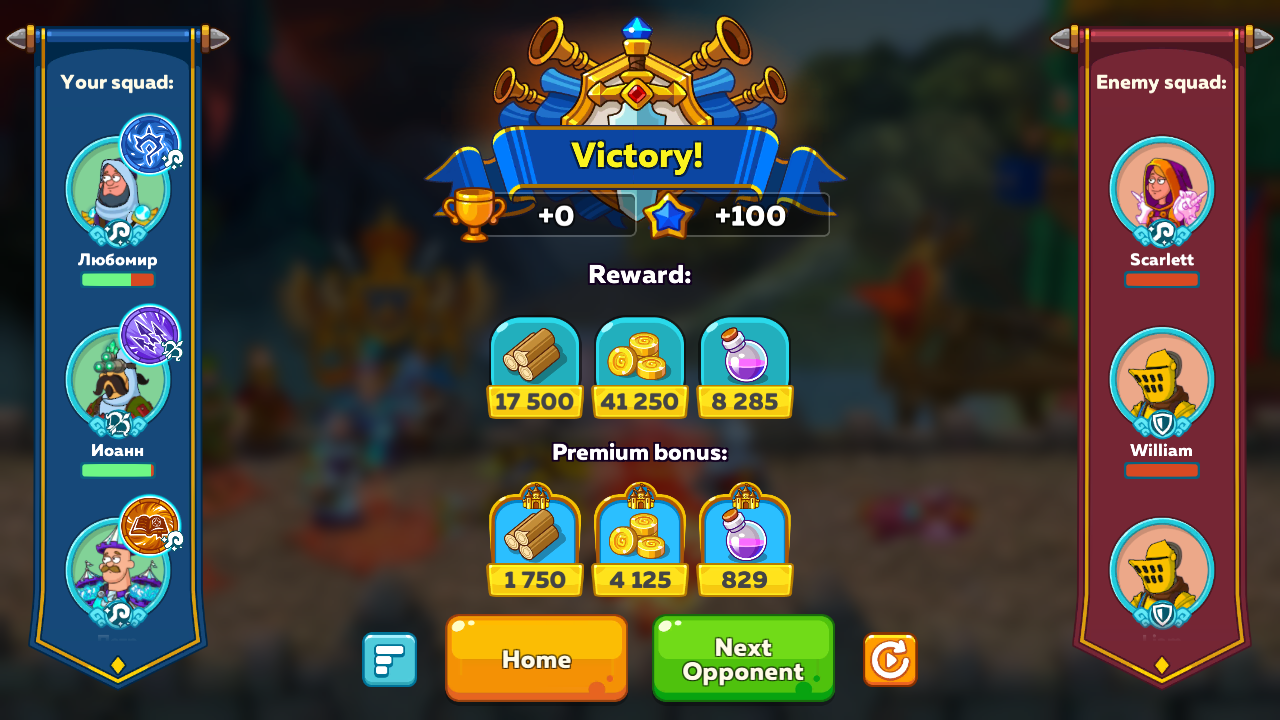 Your squad:
Любомир
Иоанн
Victory!
+0
+100
Reward:
17 500
41 250
8 285
Premium bonus:
1 750
4 125
829
Home
Next
Opponent
Enemy squad:
Scarlett
William